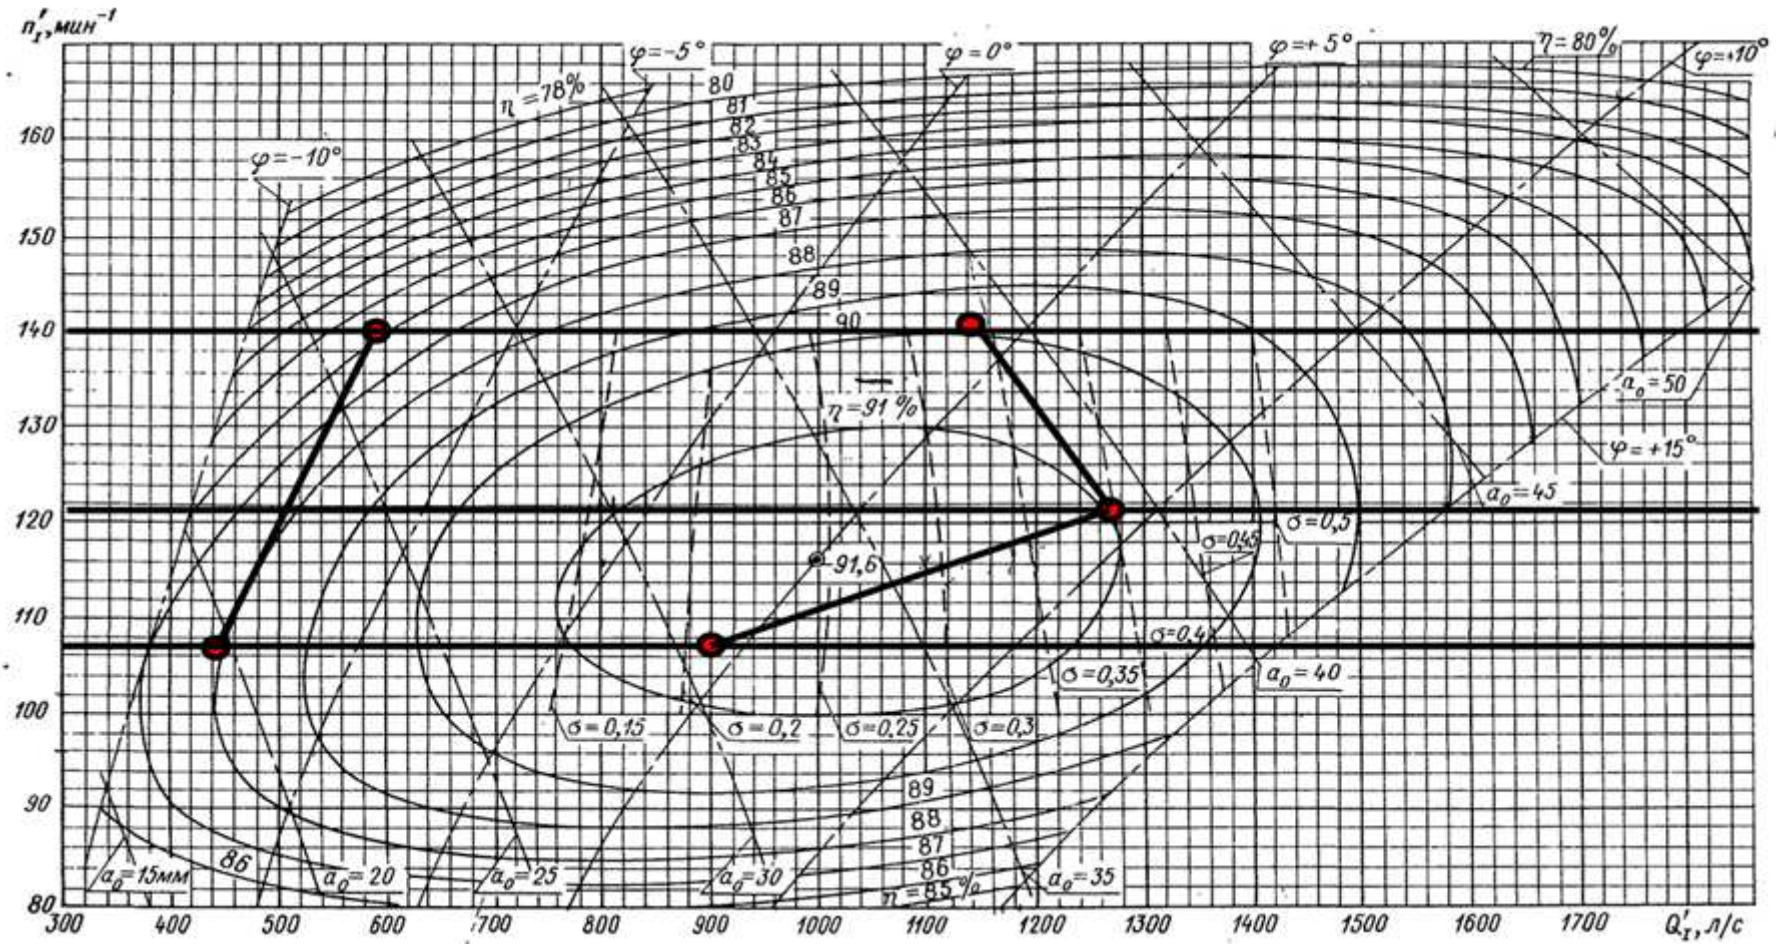 n'I, мин⁻¹
φ=-5°
φ=0°
φ=+5°
η=80%
φ=+10°
η=78%
80
81
82
83
84
85
86
87
88
89
90
φ=-10°
160
150
140
130
120
110
100
90
80
η=91%
91,6
a₀=50
φ=+15°
a₀=45
σ=0,5
σ=0,45
σ=0,4
σ=0,35
a₀=40
σ=0,15
σ=0,2
σ=0,25
σ=0,3
89
88
87
86
η=85%
86
a₀=15мм
a₀=20
a₀=25
a₀=30
a₀=35
300 400 500 600 700 800 900 1000 1100 1200 1300 1400 1500 1600 1700 Q'I, л/с